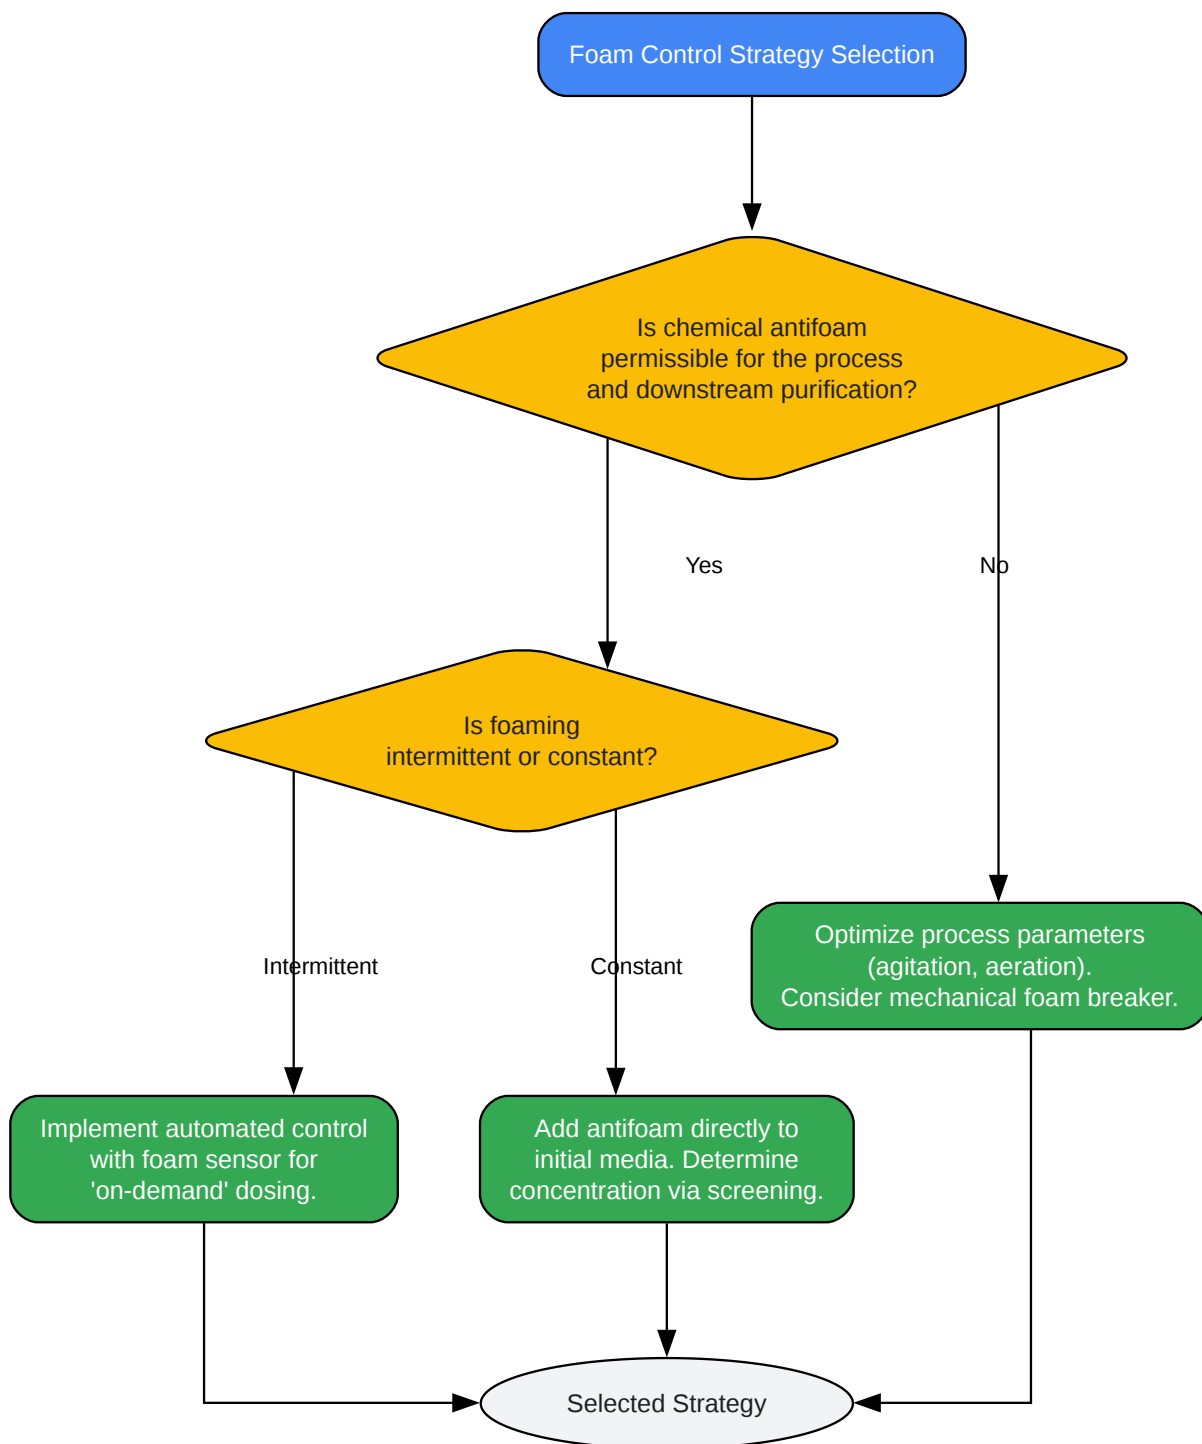 Foam Control Strategy Selection
Is chemical antifoam
permissible for the process
and downstream purification?
Yes
No
Is foaming
intermittent or constant?
Optimize process parameters
(agitation, aeration).
Consider mechanical foam breaker.
Intermittent
Constant
Implement automated control
with foam sensor for
'on-demand' dosing.
Add antifoam directly to
initial media. Determine
concentration via screening.
Selected Strategy